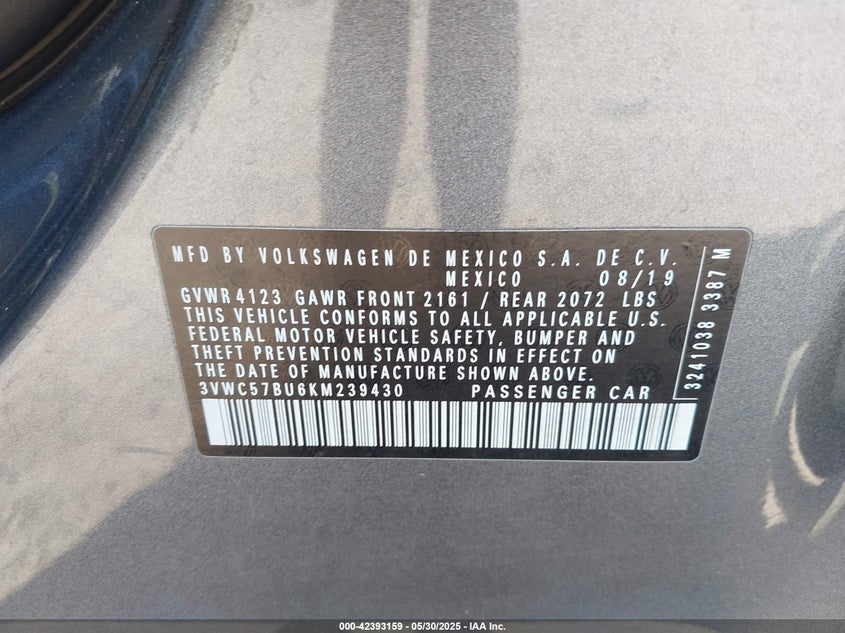 MFD BY VOLKSWAGEN DE MEXICO S.A. DE C.V.
MEXICO 08/19
GVWR 4123 GAWR FRONT 2161 / REAR 2072 LBS
THIS VEHICLE CONFORMS TO ALL APPLICABLE U.S.
FEDERAL MOTOR VEHICLE SAFETY, BUMPER AND
THEFT PREVENTION STANDARDS IN EFFECT ON
THE DATE OF MANUFACTURE SHOWN ABOVE.
3VWC57BU6KM239430 PASSENGER CAR
3241038 3387 M
000-42393159 - 05/30/2025 - IAA Inc.